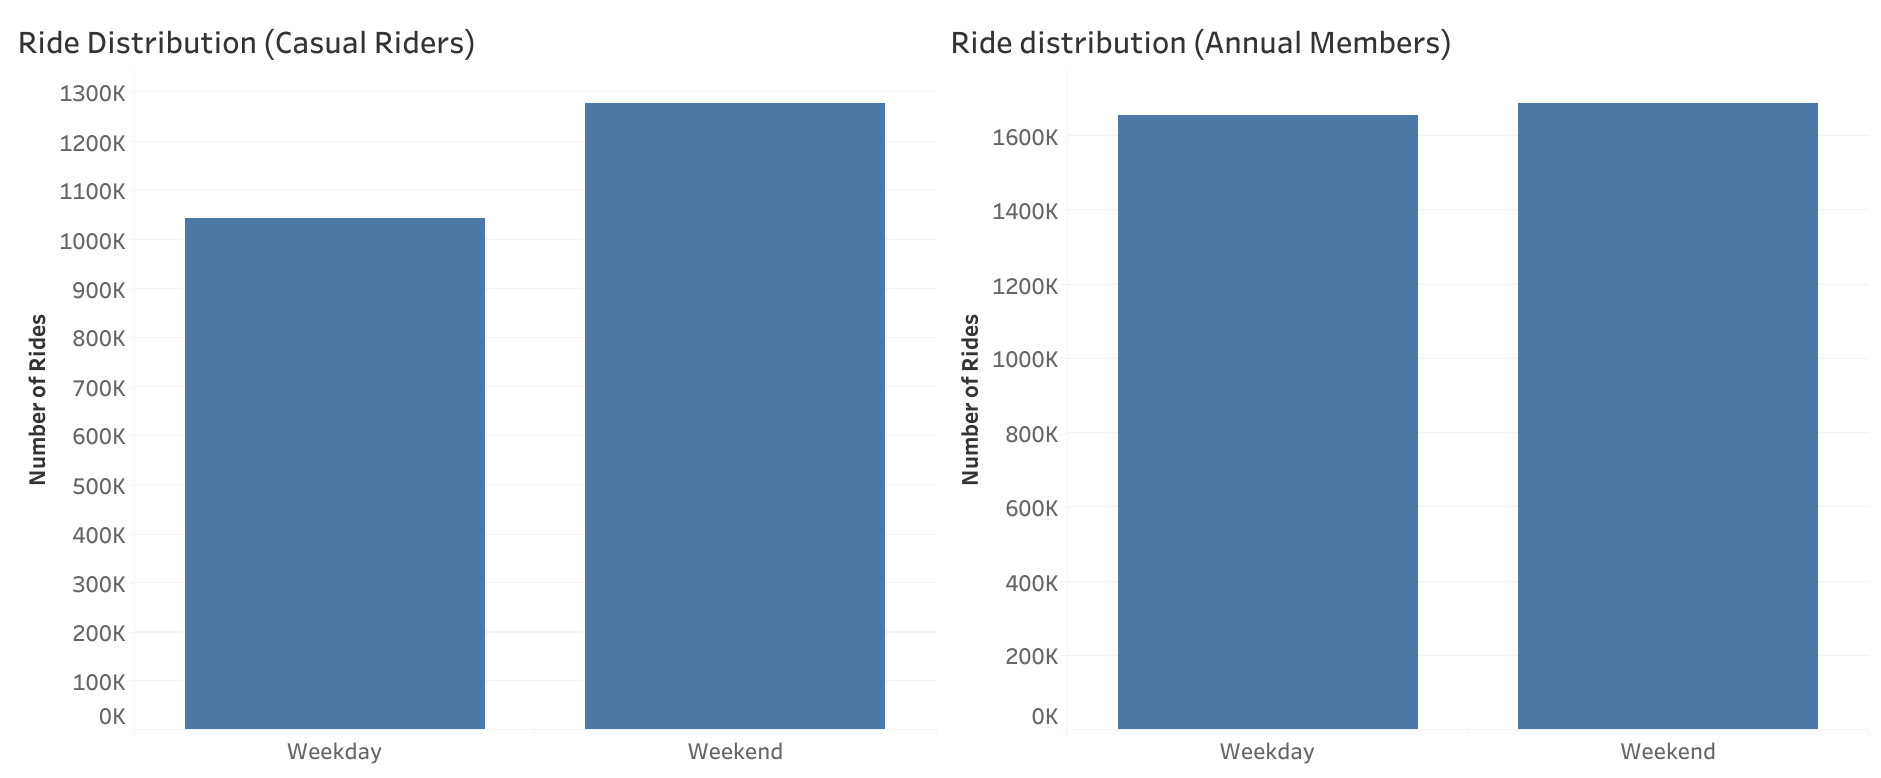 Ride Distribution (Casual Riders)
Number of Rides
1300K
1200K
1100K
1000K
900K
800K
700K
600K
500K
400K
300K
200K
100K
0K
Weekday
Weekend
Ride distribution (Annual Members)
Number of Rides
1600K
1400K
1200K
1000K
800K
600K
400K
200K
0K
Weekday
Weekend